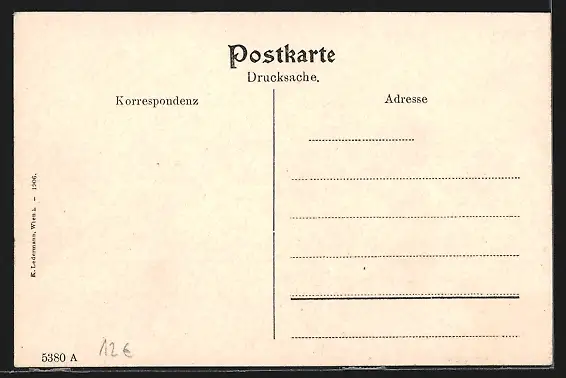 Postkarte
Drucksache.
Korrespondenz
Adresse
K. Ledermann, Wien I. – 1906.
5380 A
12 €